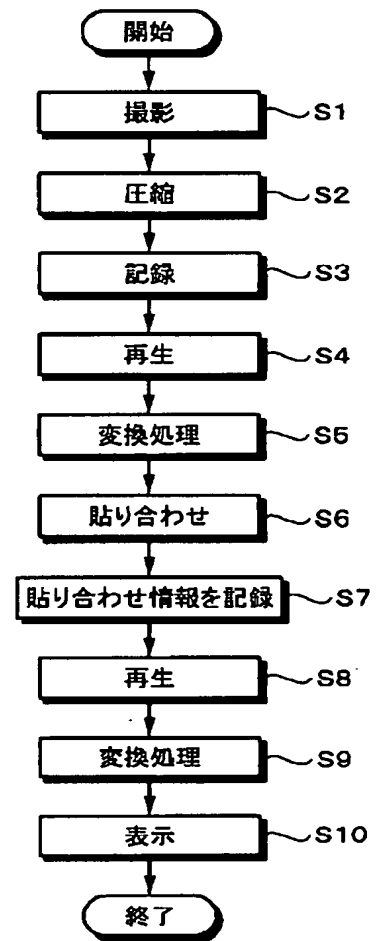 開始
撮影 S1
圧縮 S2
記録 S3
再生 S4
変換処理 S5
貼り合わせ S6
貼り合わせ情報を記録 S7
再生 S8
変換処理 S9
表示 S10
終了